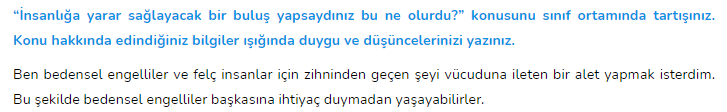 “İnsanlığa yarar sağlayacak bir buluş yapsaydınız bu ne olurdu?” konusunu sınıf ortamında tartışınız.
Konu hakkında edindiğiniz bilgiler ışığında duygu ve düşüncelerinizi yazınız.
Ben bedensel engelliler ve felç insanlar için zihninden geçen şeyi vücuduna ileten bir alet yapmak isterdim.
Bu şekilde bedensel engelliler başkasına ihtiyaç duymadan yaşayabilirler.